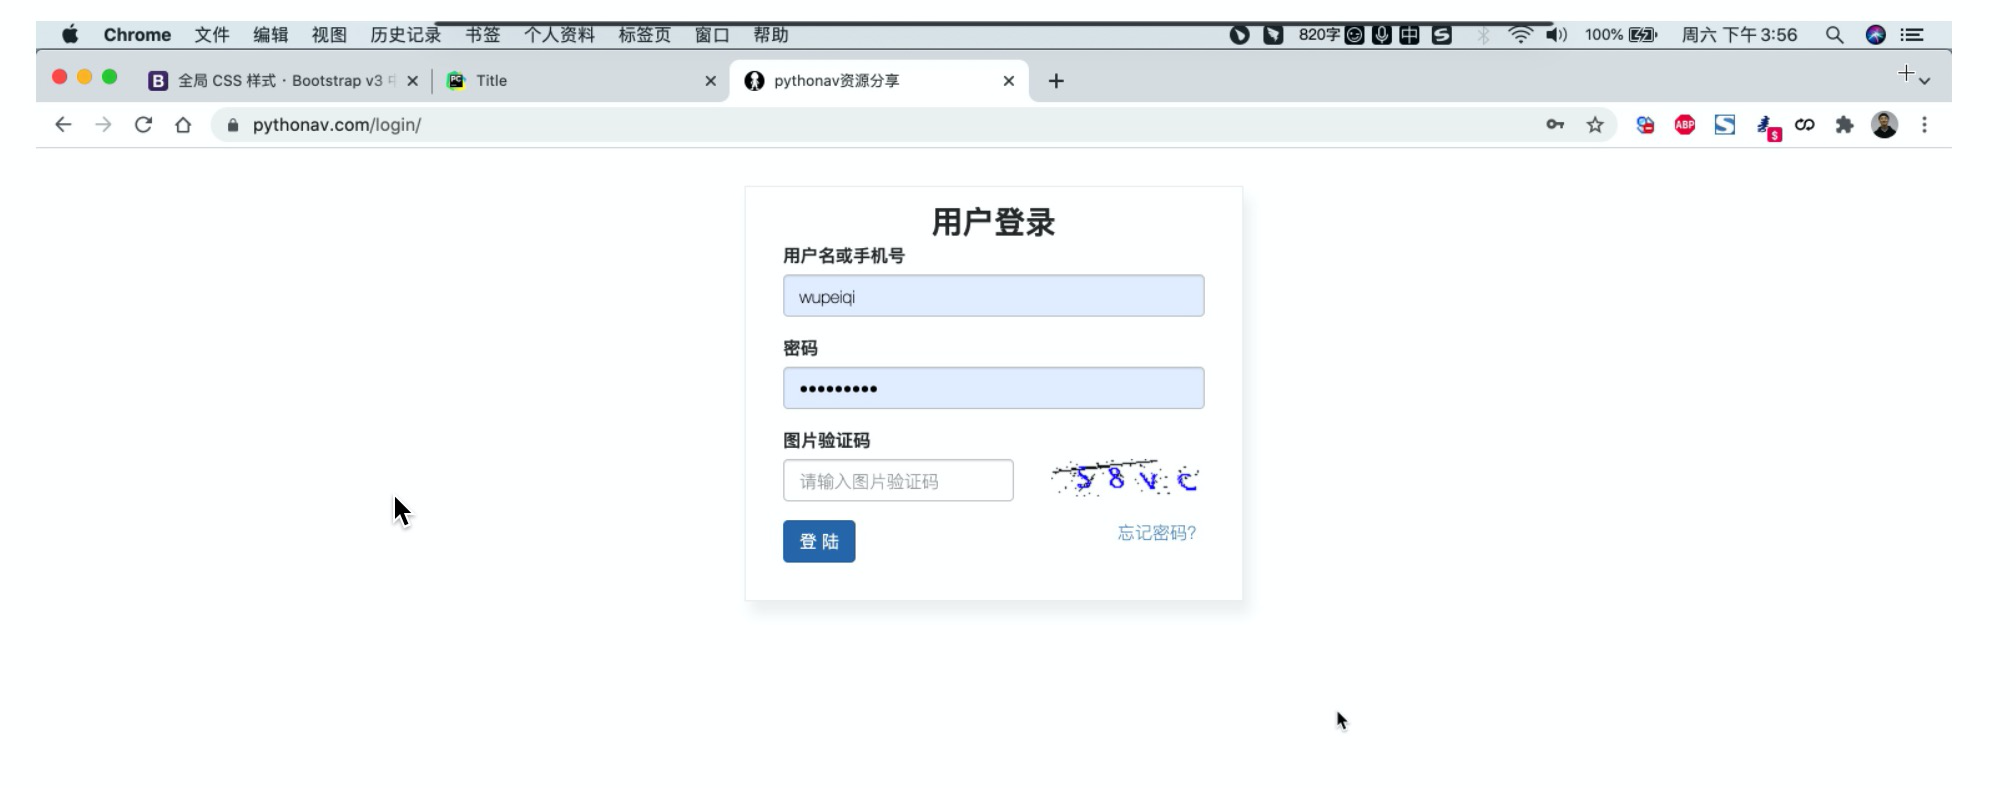 Chrome 文件 编辑 视图 历史记录 书签 个人资料 标签页 窗口 帮助 820字 中 S 100% 周六 下午3:56
B 全局 CSS 样式 · Bootstrap v3 PC Title pythonav资源分享
pythonav.com/login/ ABP S $
用户登录
用户名或手机号
wupeiqi
密码
图片验证码
请输入图片验证码 58VC
登 陆 忘记密码?